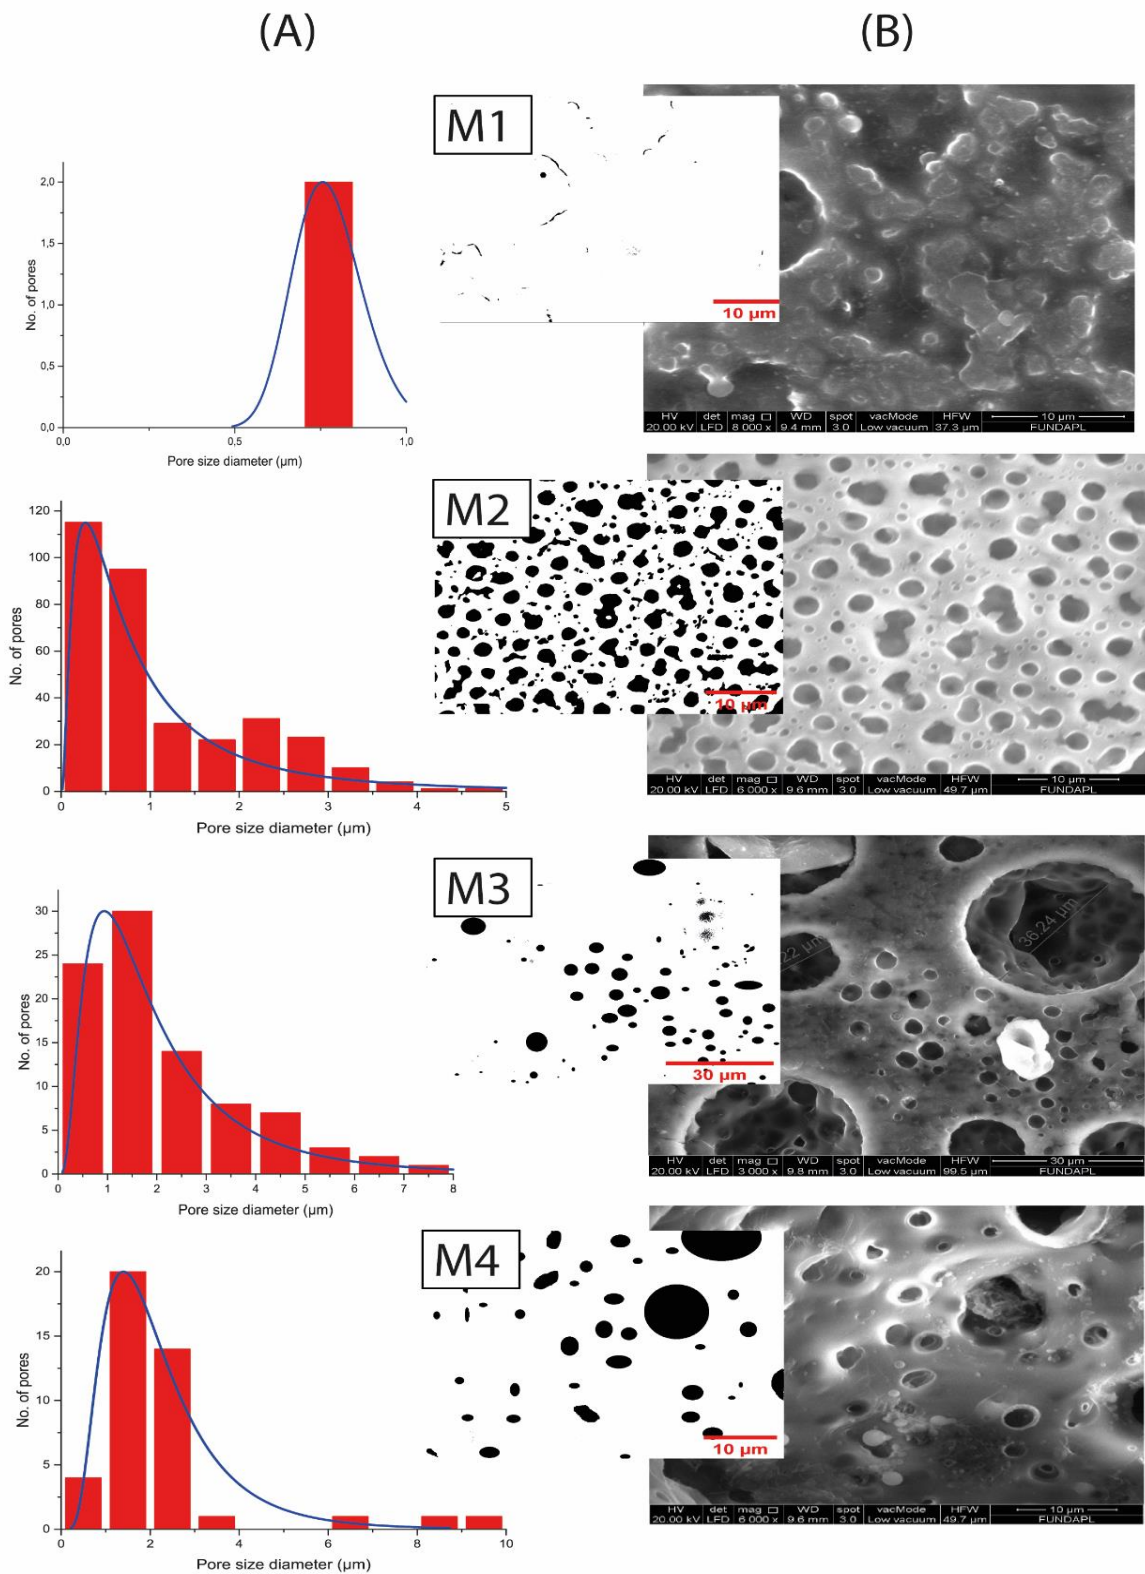 (A)
(B)
M1
2,0
1,5
1,0
0,5
0,0
0,0
0,5
1,0
No. of pores
Pore size diameter (µm)
10 µm
HV det mag WD spot vacMode HFW 10 µm
20.00 kV LFD 8 000 x 9.4 mm 3.0 Low vacuum 37.3 µm FUNDAPL
M2
120
100
80
60
40
20
0
0 1 2 3 4 5
No. of pores
Pore size diameter (µm)
10 µm
HV det mag WD spot vacMode HFW 10 µm
20.00 kV LFD 6 000 x 9.6 mm 3.0 Low vacuum 49.7 µm FUNDAPL
M3
30
25
20
15
10
5
0
0 1 2 3 4 5 6 7 8
No. of pores
Pore size diameter (µm)
30 µm
22 µm
36.24 µm
HV det mag WD spot vacMode HFW 30 µm
20.00 kV LFD 3 000 x 9.8 mm 3.0 Low vacuum 99.5 µm FUNDAPL
M4
20
15
10
5
0
0 2 4 6 8 10
No. of pores
Pore size diameter (µm)
10 µm
HV det mag WD spot vacMode HFW 10 µm
20.00 kV LFD 6 000 x 9.6 mm 3.0 Low vacuum 49.7 µm FUNDAPL